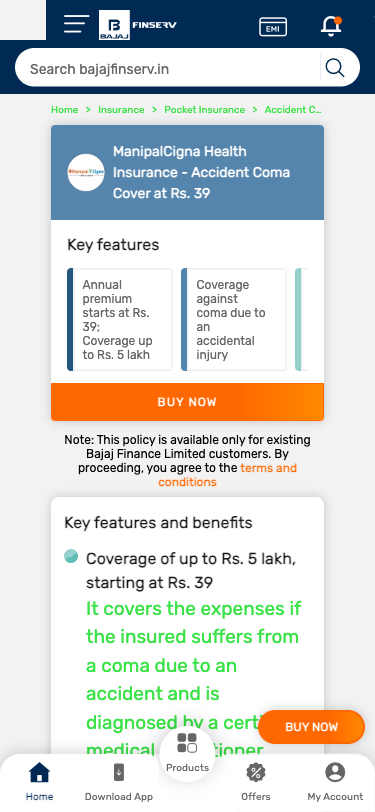 BAJAJ FINSERV
EMI
Search bajajfinserv.in
Home > Insurance > Pocket Insurance > Accident C...
ManipalCigna Health
Insurance - Accident Coma
Cover at Rs. 39
Key features
Annual
premium
starts at Rs.
39;
Coverage up
to Rs. 5 lakh
Coverage
against
coma due to
an
accidental
injury
BUY NOW
Note: This policy is available only for existing
Bajaj Finance Limited customers. By
proceeding, you agree to the terms and
conditions
Key features and benefits
Coverage of up to Rs. 5 lakh,
starting at Rs. 39
It covers the expenses if
the insured suffers from
a coma due to an
accident and is
diagnosed by a
medical
BUY NOW
Home
Download App
Products
Offers
My Account